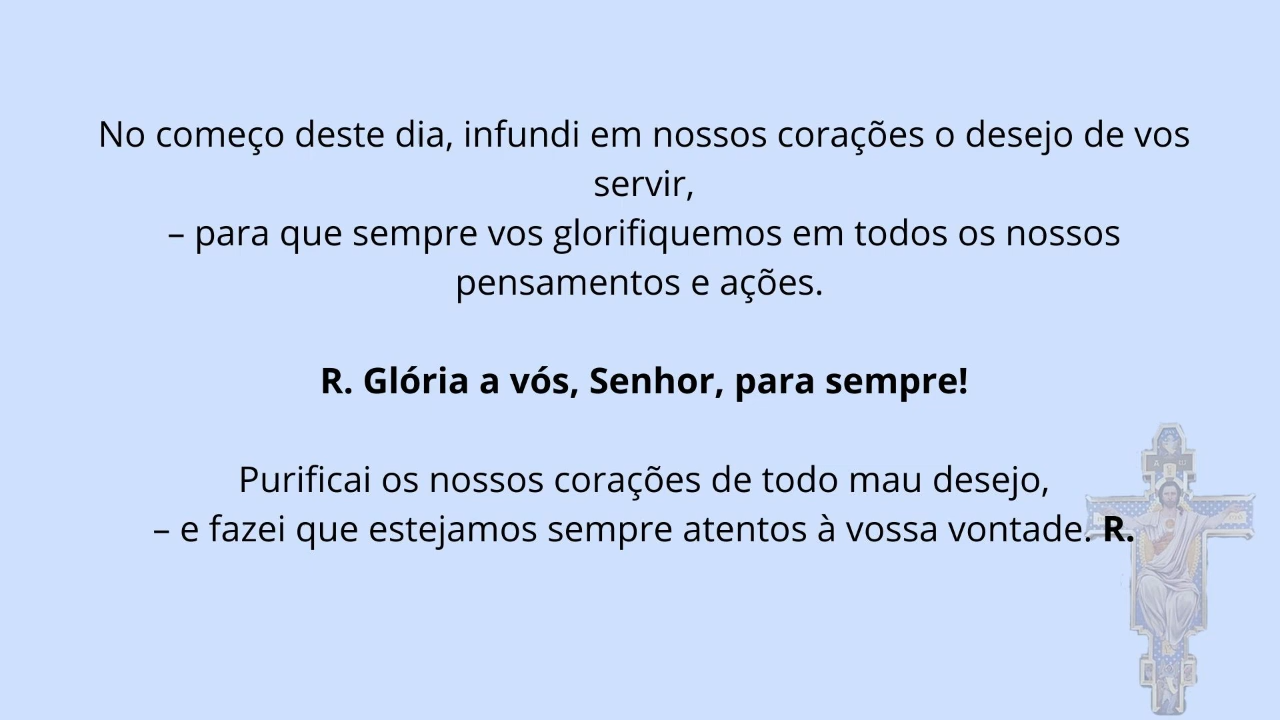 No começo deste dia, infundi em nossos corações o desejo de vos
servir,
– para que sempre vos glorifiquemos em todos os nossos
pensamentos e ações.
R. Glória a vós, Senhor, para sempre!
Purificai os nossos corações de todo mau desejo,
– e fazei que estejamos sempre atentos à vossa vontade. R.